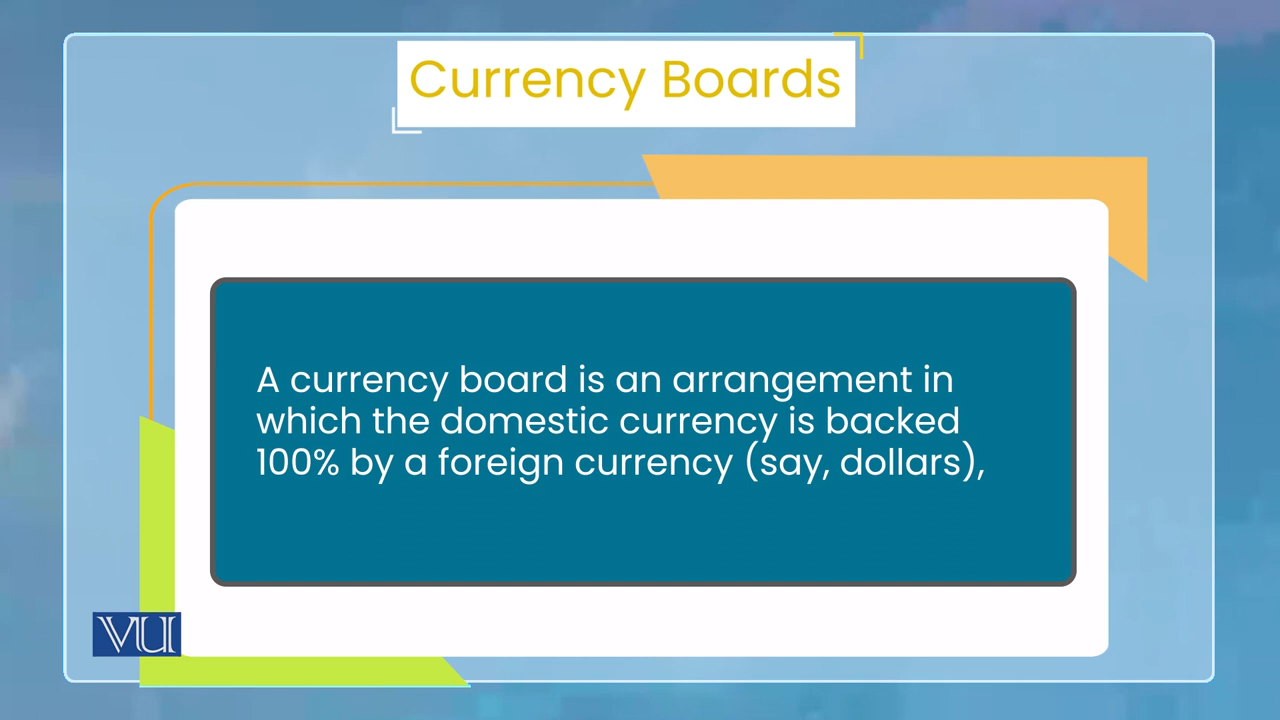 Currency Boards
A currency board is an arrangement in
which the domestic currency is backed
100% by a foreign currency (say, dollars),
VU